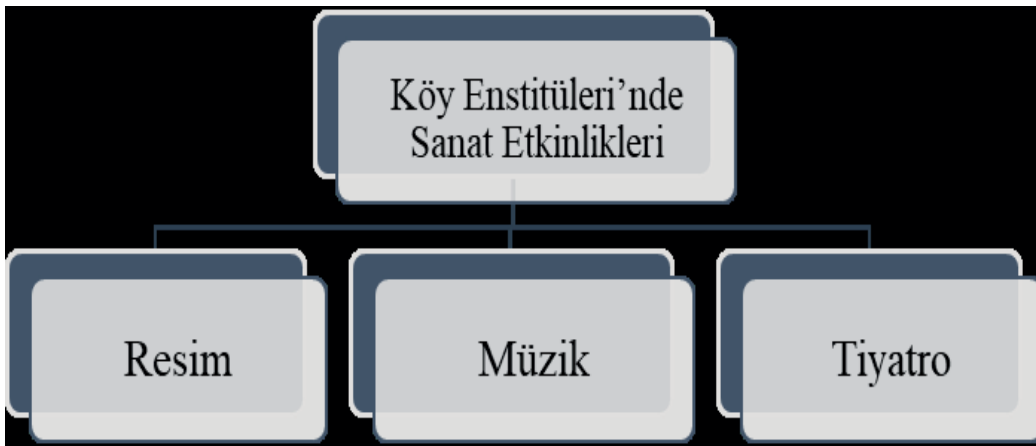 Köy Enstitüleri’nde
Sanat Etkinlikleri
Resim
Müzik
Tiyatro